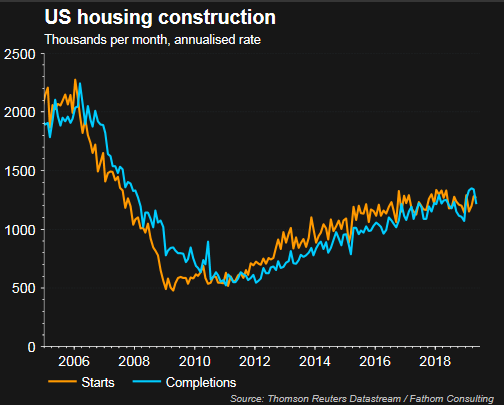 US housing construction
Thousands per month, annualised rate
2500
2000
1500
1000
500
0
2006 2008 2010 2012 2014 2016 2018
Starts Completions
Source: Thomson Reuters Datastream / Fathom Consulting